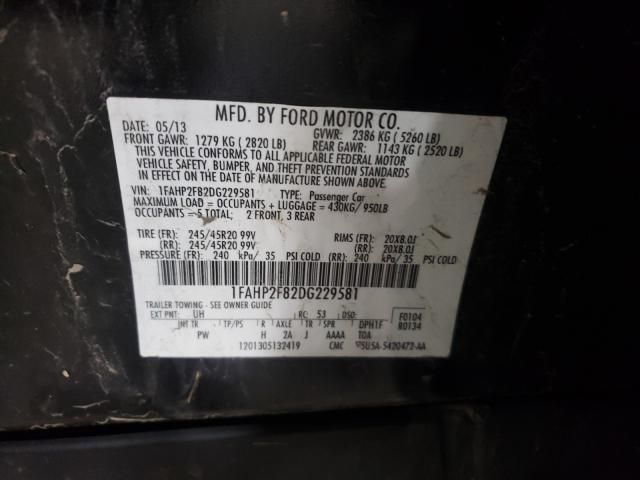 MFD. BY FORD MOTOR CO.
DATE: 05/13 GVWR: 2386 KG ( 5260 LB)
FRONT GAWR: 1279 KG ( 2820 LB) REAR GAWR: 1143 KG ( 2520 LB)
THIS VEHICLE CONFORMS TO ALL APPLICABLE FEDERAL MOTOR
VEHICLE SAFETY, BUMPER, AND THEFT PREVENTION STANDARDS
IN EFFECT ON THE DATE OF MANUFACTURE SHOWN ABOVE.
VIN: 1FAHP2F82DG229581 TYPE: Passenger Car
MAXIMUM LOAD = OCCUPANTS + LUGGAGE = 430KG/ 950LB
OCCUPANTS = 5 TOTAL; 2 FRONT, 3 REAR
TIRE (FR): 245/45R20 99V RIMS (FR): 20X8.0J
(RR): 245/45R20 99V (RR): 20X8.0J
PRESSURE (FR): 240 kPa/ 35 PSI COLD (RR): 240 kPa/ 35 PSI COLD
1FAHP2F82DG229581
TRAILER TOWING - SEE OWNER GUIDE
EXT PNT: UH RC: 53 DSO: F0104
INT TR TP/PS R AXLE TR SPR DPH1F R0134
PW H 2A J AAAA TOA
1201305132419 CMC 5U5A-5420472-AA